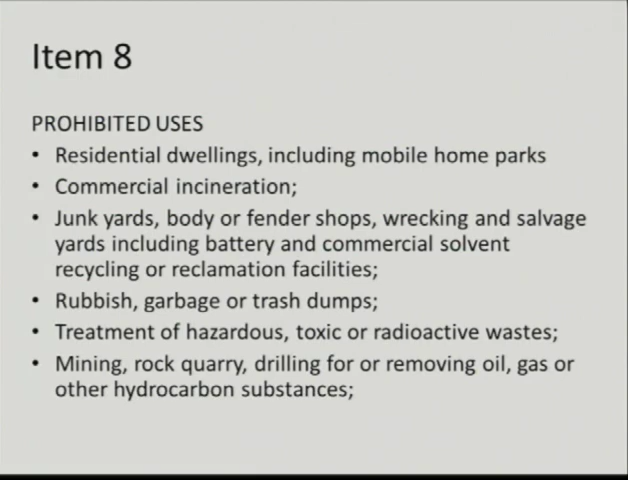 Item 8
PROHIBITED USES
• Residential dwellings, including mobile home parks
• Commercial incineration;
• Junk yards, body or fender shops, wrecking and salvage
yards including battery and commercial solvent
recycling or reclamation facilities;
• Rubbish, garbage or trash dumps;
• Treatment of hazardous, toxic or radioactive wastes;
• Mining, rock quarry, drilling for or removing oil, gas or
other hydrocarbon substances;